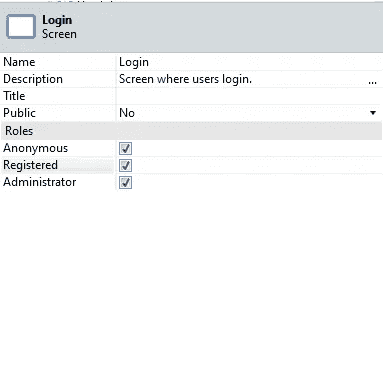 Login
Screen
Name Login
Description Screen where users login. ...
Title
Public No
Roles
Anonymous
Registered
Administrator